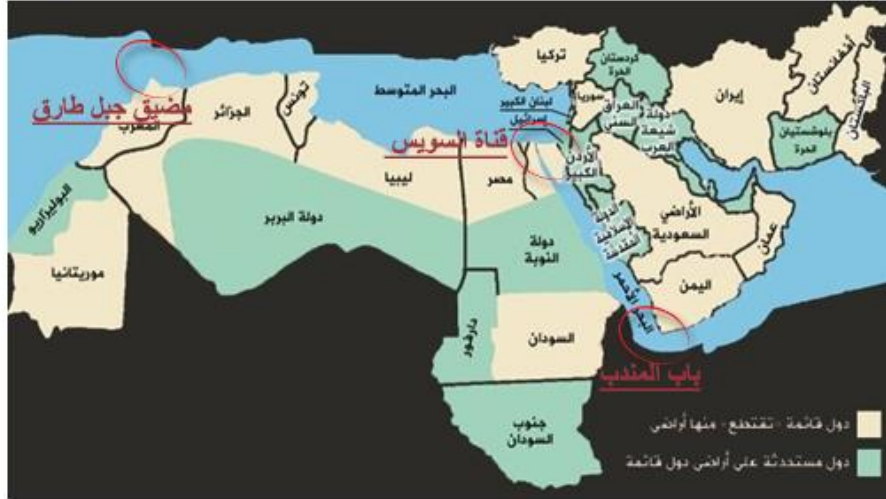 تركيا
كردستان
الحرة
أفغانستان
الباكستان
إيران
بلوشستان
الحرة
سوريا
العراق
السني
دولة
شيعة
العرب
لبنان الكبير
إسرائيل
الأردن
الكبير
البحر المتوسط
مضيق جبل طارق
المغرب
الجزائر
تونس
قناة السويس
ليبيا
مصر
البوليزاريو
موريتانيا
دولة البربر
دولة
النوبة
الدولة
الإسلامية
المقدسة
الأراضي
السعودية
عمان
اليمن
البحر الأحمر
باب المندب
دارفور
السودان
جنوب
السودان
دول قائمة «تقتطع» منها أراضى
دول مستحدثة على أراضى دول قائمة